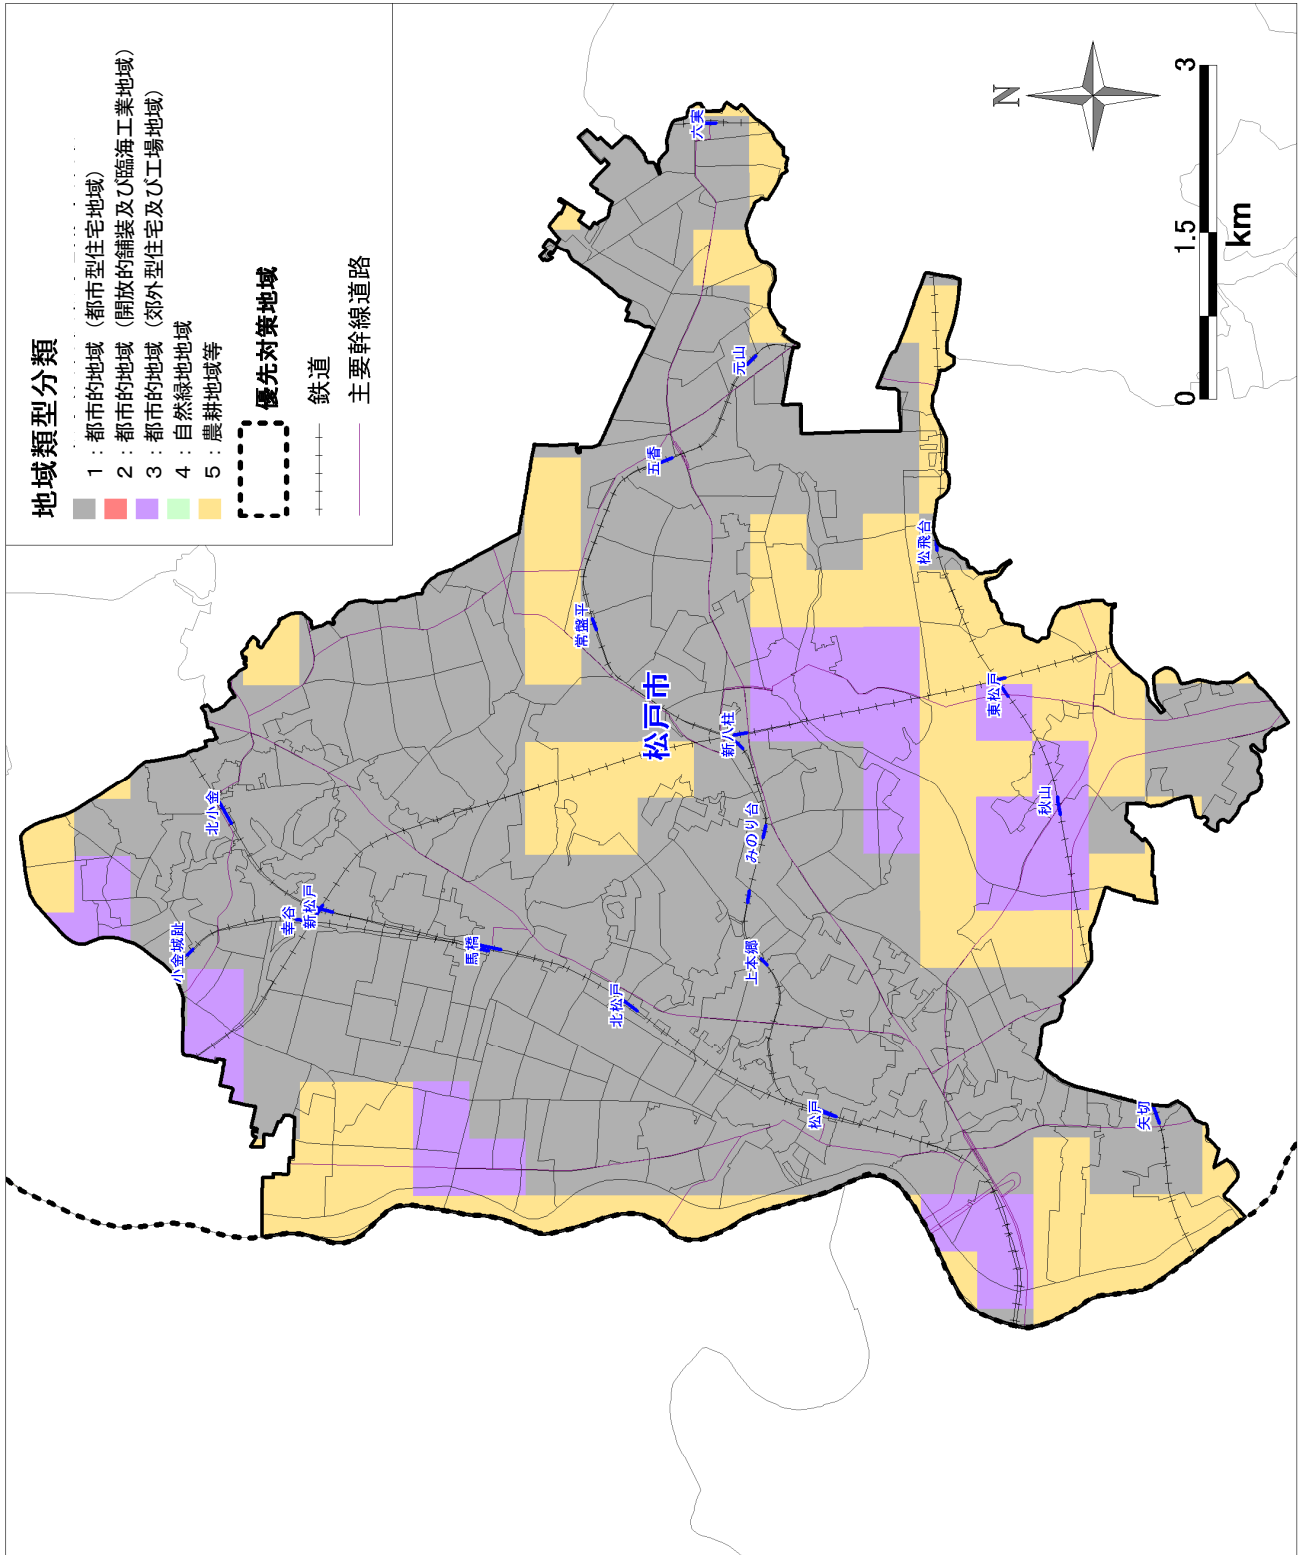 地域類型分類
1：都市的地域（都市型住宅地域）
2：都市的地域（開放的舗装及び臨海工業地域）
3：都市的地域（郊外型住宅及び工場地域）
4：自然緑地地域
5：農耕地域等
優先対策地域
鉄道
主要幹線道路
N
0 1.5 3
km
六実
元山
五香
松飛台
常盤平
松戸市
新八柱
東松戸
秋山
みのり台
北小金
小金城趾
幸谷
新松戸
馬橋
北松戸
上本郷
松戸
矢切